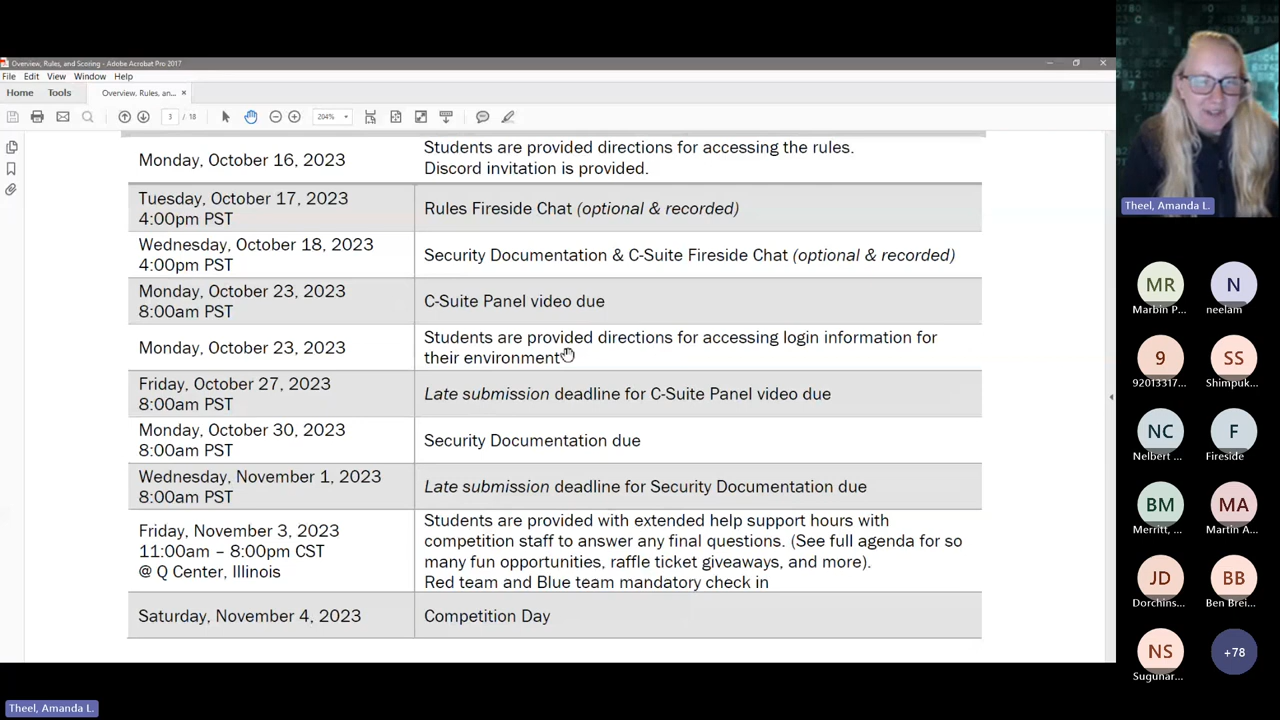 Overview, Rules, and Scoring - Adobe Acrobat Pro 2017
File Edit View Window Help
Home Tools Overview, Rules, an... ×
3 / 18 204%
Monday, October 16, 2023
Students are provided directions for accessing the rules.
Discord invitation is provided.
Tuesday, October 17, 2023
4:00pm PST
Rules Fireside Chat (optional & recorded)
Wednesday, October 18, 2023
4:00pm PST
Security Documentation & C-Suite Fireside Chat (optional & recorded)
Monday, October 23, 2023
8:00am PST
C-Suite Panel video due
Monday, October 23, 2023
Students are provided directions for accessing login information for
their environment
Friday, October 27, 2023
8:00am PST
Late submission deadline for C-Suite Panel video due
Monday, October 30, 2023
8:00am PST
Security Documentation due
Wednesday, November 1, 2023
8:00am PST
Late submission deadline for Security Documentation due
Friday, November 3, 2023
11:00am – 8:00pm CST
@ Q Center, Illinois
Students are provided with extended help support hours with
competition staff to answer any final questions. (See full agenda for so
many fun opportunities, raffle ticket giveaways, and more).
Red team and Blue team mandatory check in
Saturday, November 4, 2023
Competition Day
Theel, Amanda L.
Theel, Amanda L.
MR
Marbin P...
N
neelam
9
92013317...
SS
Shimpuk...
NC
Nelbert ...
F
Fireside
BM
Merritt, ...
MA
Martin A...
JD
Dorchins...
BB
Ben Brei...
NS
Sugunar...
+78